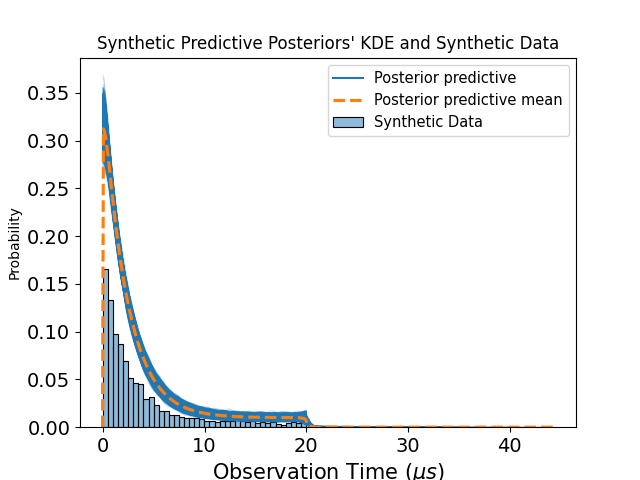 Synthetic Predictive Posteriors' KDE and Synthetic Data
Posterior predictive
Posterior predictive mean
Synthetic Data
Probability
0.35
0.30
0.25
0.20
0.15
0.10
0.05
0.00
0 10 20 30 40
Observation Time (μs)